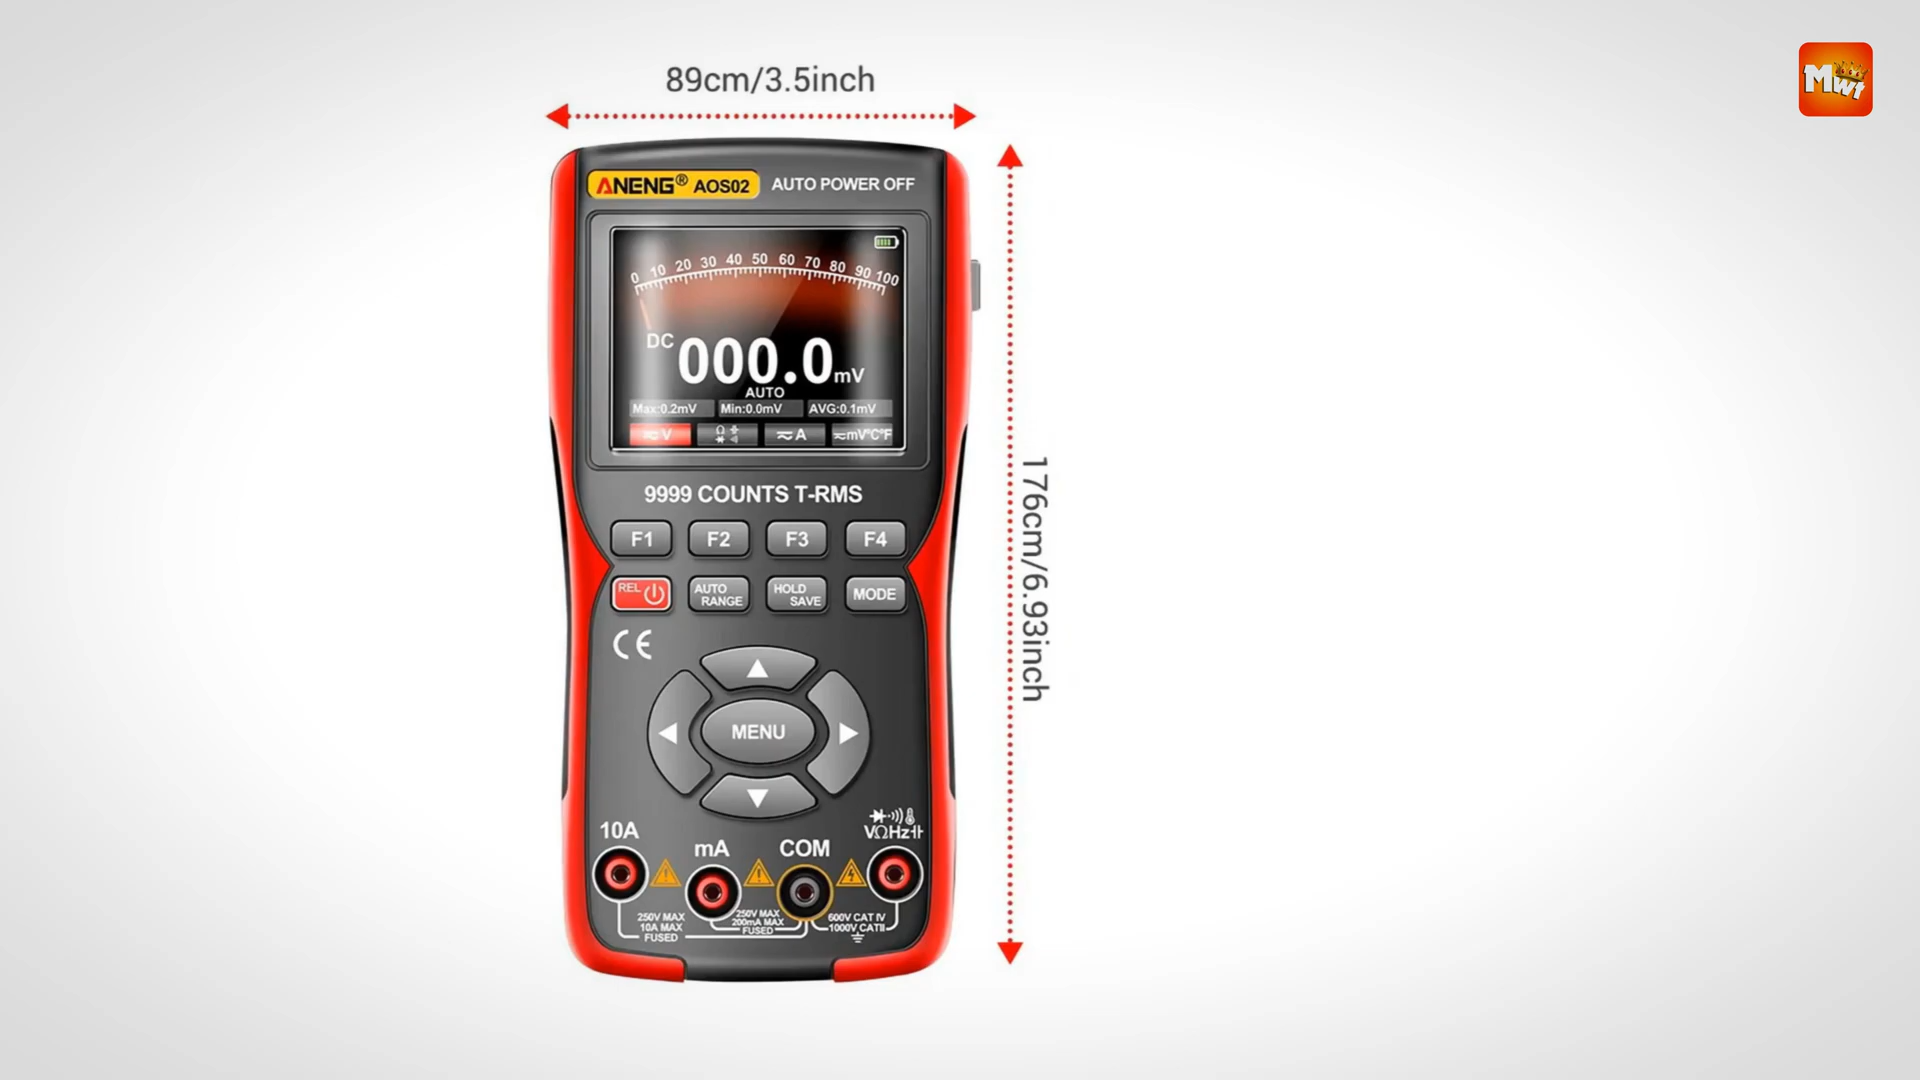 89cm/3.5inch
Mwt
ANENG® AOS02 AUTO POWER OFF
0 10 20 30 40 50 60 70 80 90 100
DC 000.0 mV
AUTO
Max:0.2mV Min:0.0mV AVG:0.1mV
V Ω A mV°C°F
9999 COUNTS T-RMS
176cm/6.93inch
F1 F2 F3 F4
REL AUTO RANGE HOLD SAVE MODE
CE
MENU
10A mA COM VΩHz
250V MAX
10A MAX
FUSED
250V MAX
200mA MAX
FUSED
600V CAT IV
1000V CATIII